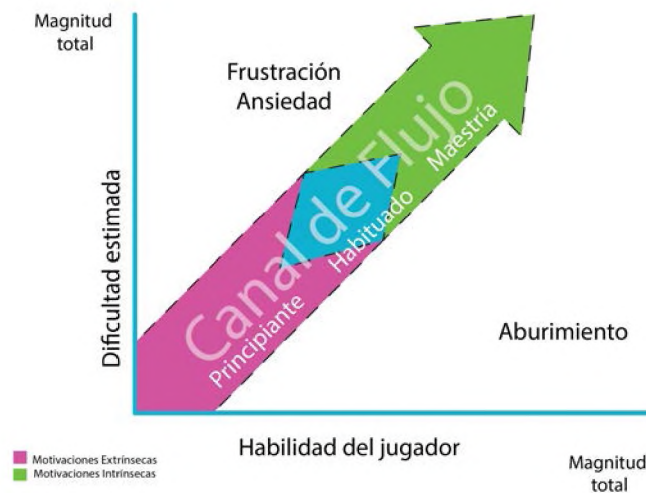 Magnitud
total
Frustración
Ansiedad
Dificultad estimada
Canal de Flujo
Principiante
Habituado
Maestría
Aburimiento
Habilidad del jugador
Motivaciones Extrínsecas
Motivaciones Intrínsecas
Magnitud
total